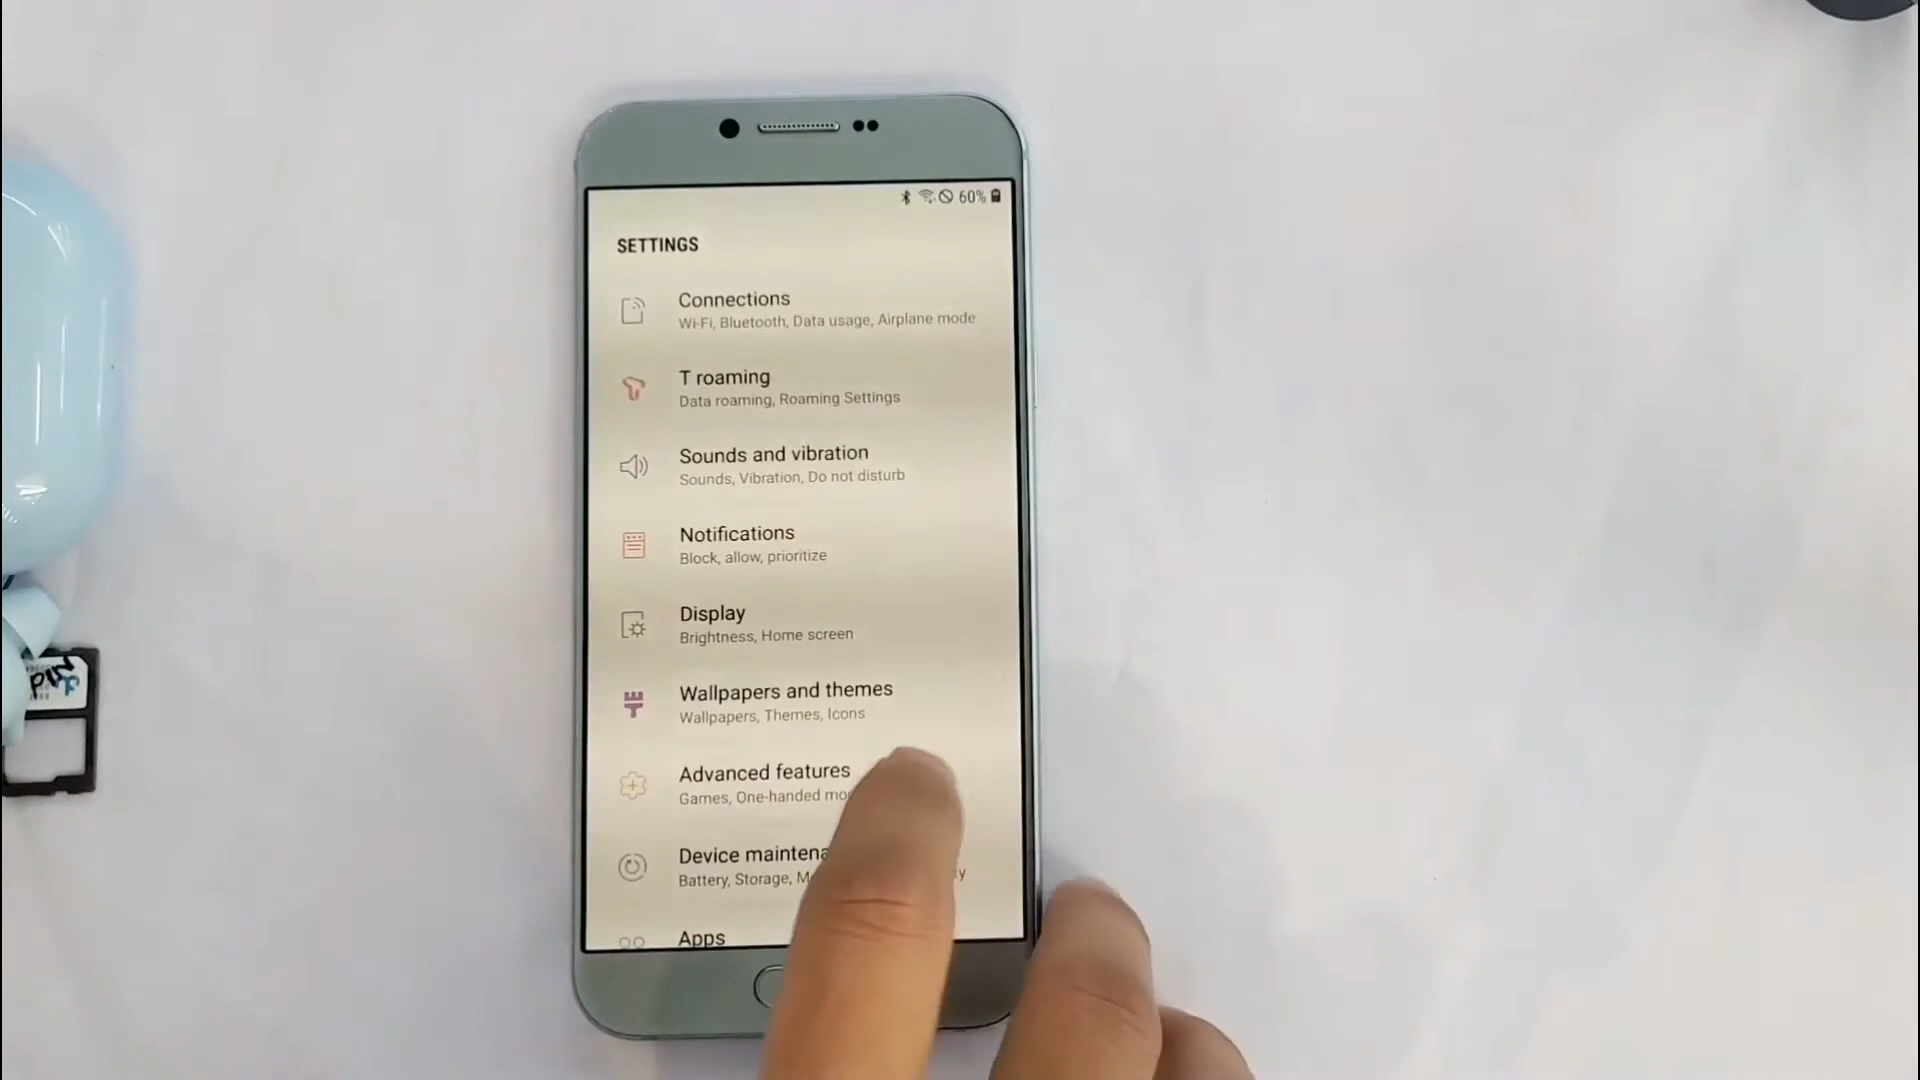 60%
SETTINGS
Connections
Wi-Fi, Bluetooth, Data usage, Airplane mode
T roaming
Data roaming, Roaming Settings
Sounds and vibration
Sounds, Vibration, Do not disturb
Notifications
Block, allow, prioritize
Display
Brightness, Home screen
Wallpapers and themes
Wallpapers, Themes, Icons
Advanced features
Games, One-handed
Device
Battery, Storage,
Apps